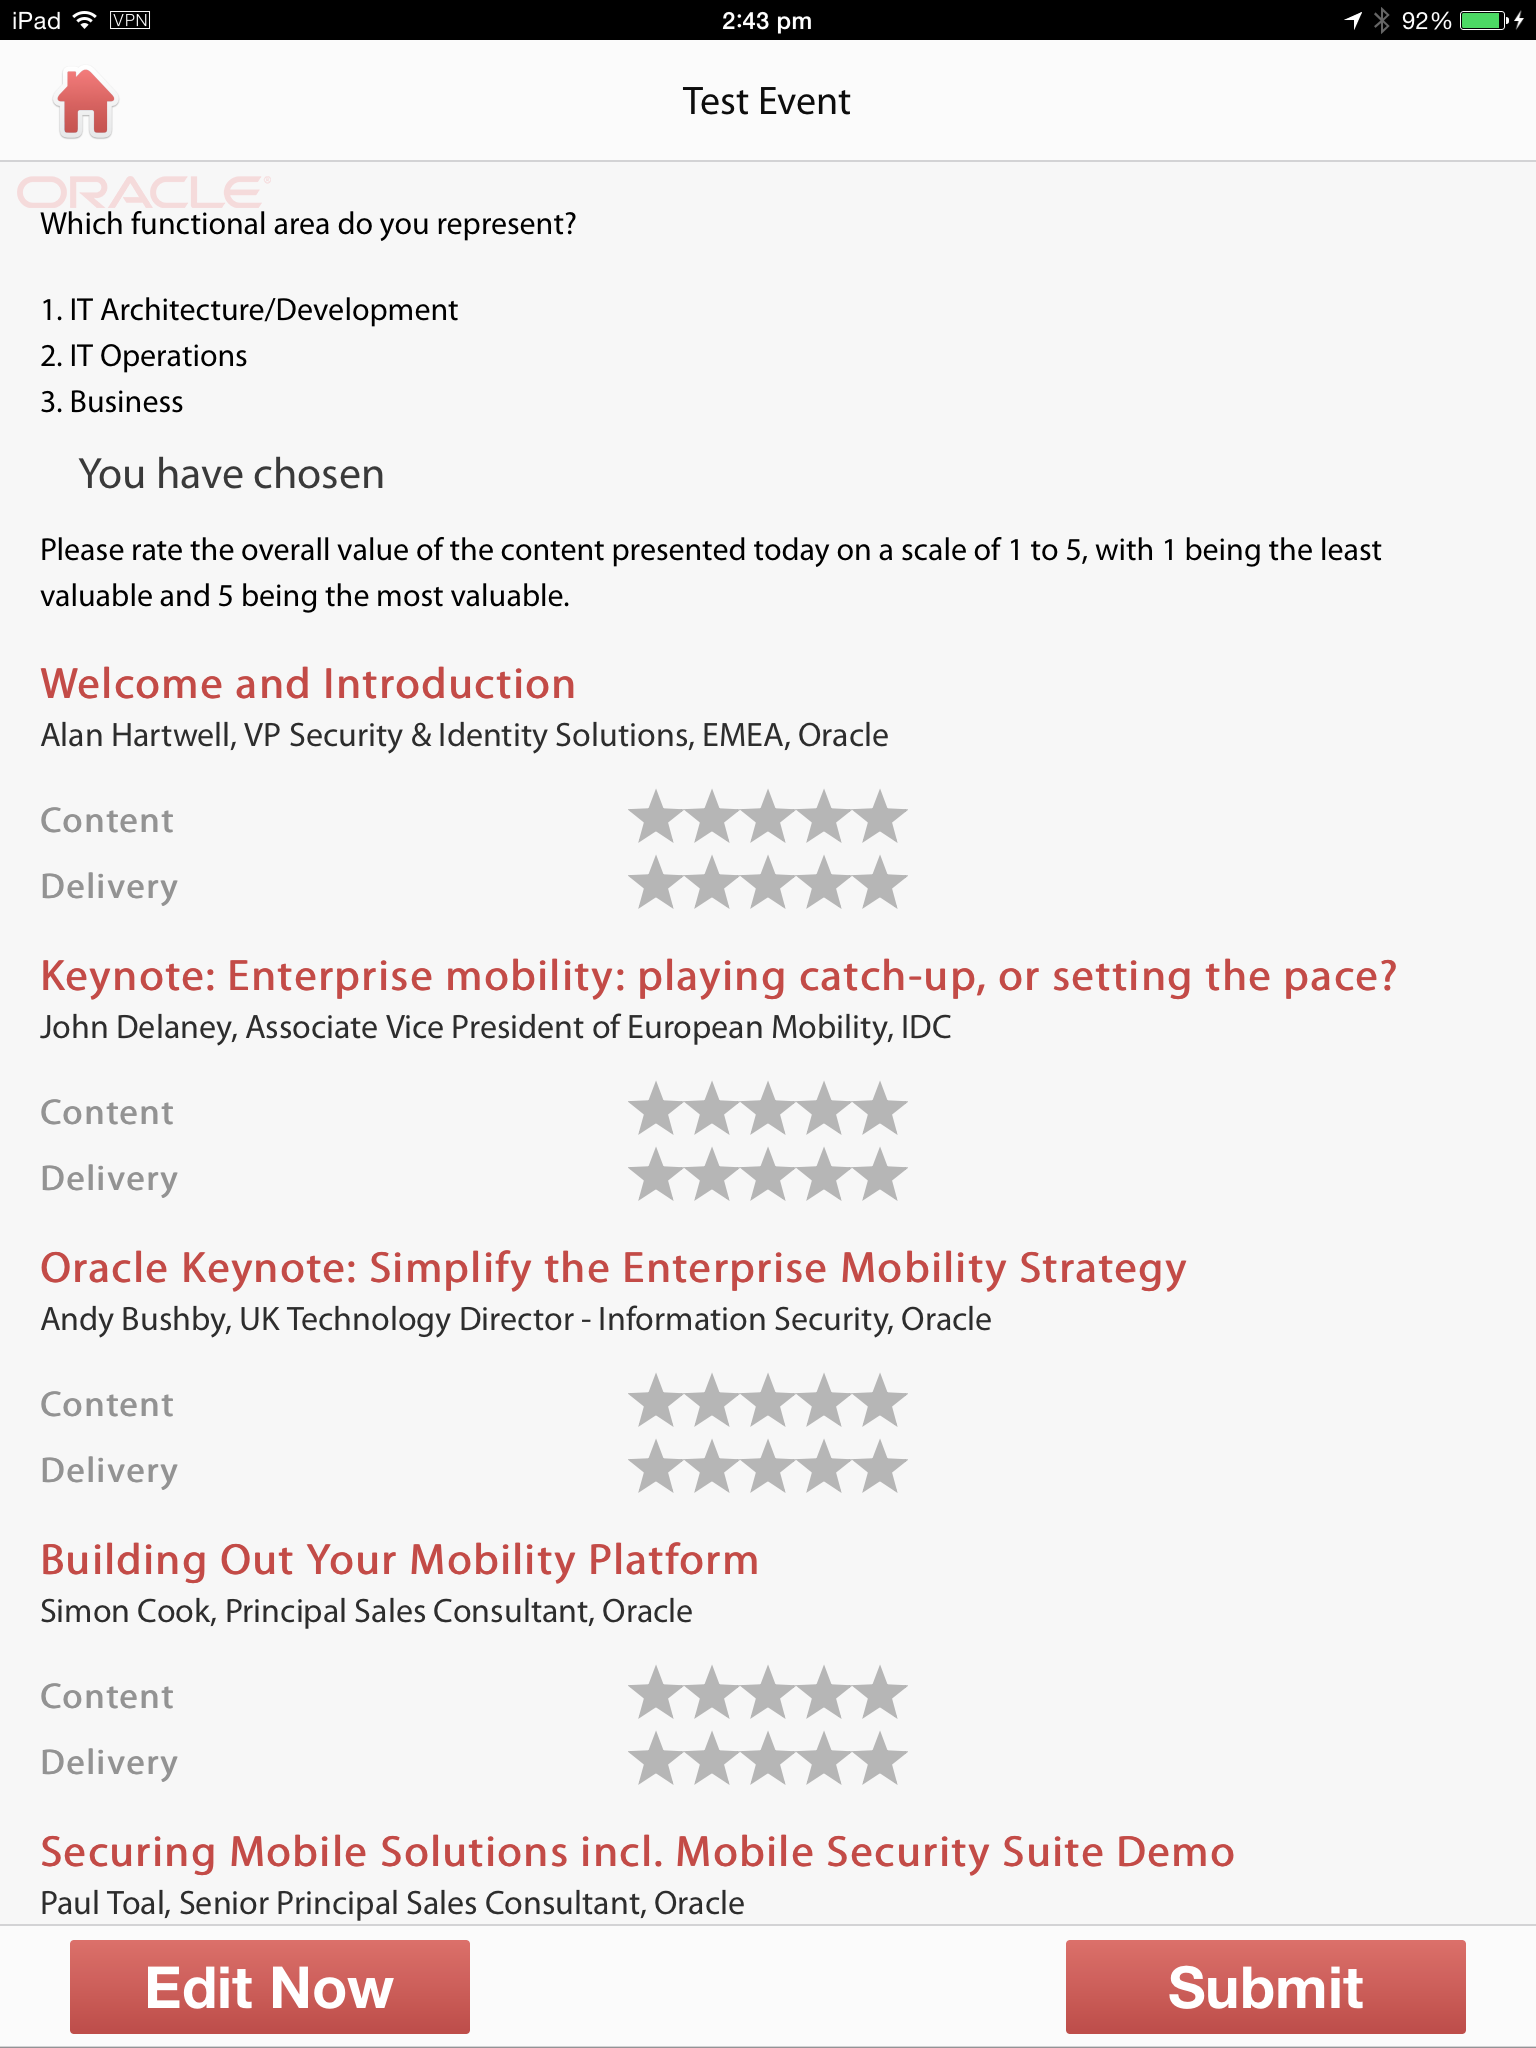 iPad VPN 2:43 pm 92%
Test Event
ORACLE®
Which functional area do you represent?
1. IT Architecture/Development
2. IT Operations
3. Business
You have chosen
Please rate the overall value of the content presented today on a scale of 1 to 5, with 1 being the least
valuable and 5 being the most valuable.
Welcome and Introduction
Alan Hartwell, VP Security & Identity Solutions, EMEA, Oracle
Content
Delivery
Keynote: Enterprise mobility: playing catch-up, or setting the pace?
John Delaney, Associate Vice President of European Mobility, IDC
Content
Delivery
Oracle Keynote: Simplify the Enterprise Mobility Strategy
Andy Bushby, UK Technology Director - Information Security, Oracle
Content
Delivery
Building Out Your Mobility Platform
Simon Cook, Principal Sales Consultant, Oracle
Content
Delivery
Securing Mobile Solutions incl. Mobile Security Suite Demo
Paul Toal, Senior Principal Sales Consultant, Oracle
Edit Now Submit